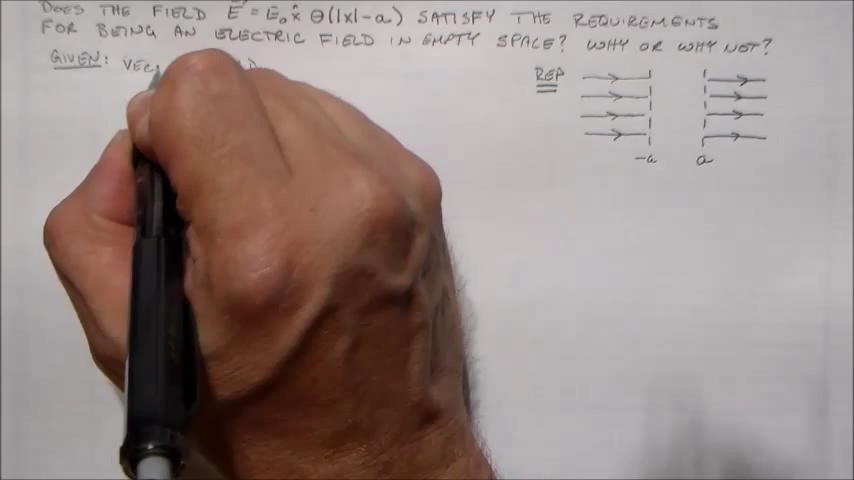 DOES THE FIELD E⃗ = E₀ x̂ Θ(|x|-a) SATISFY THE REQUIREMENTS
FOR BEING AN ELECTRIC FIELD IN EMPTY SPACE? WHY OR WHY NOT?
GIVEN:
REP
-a a